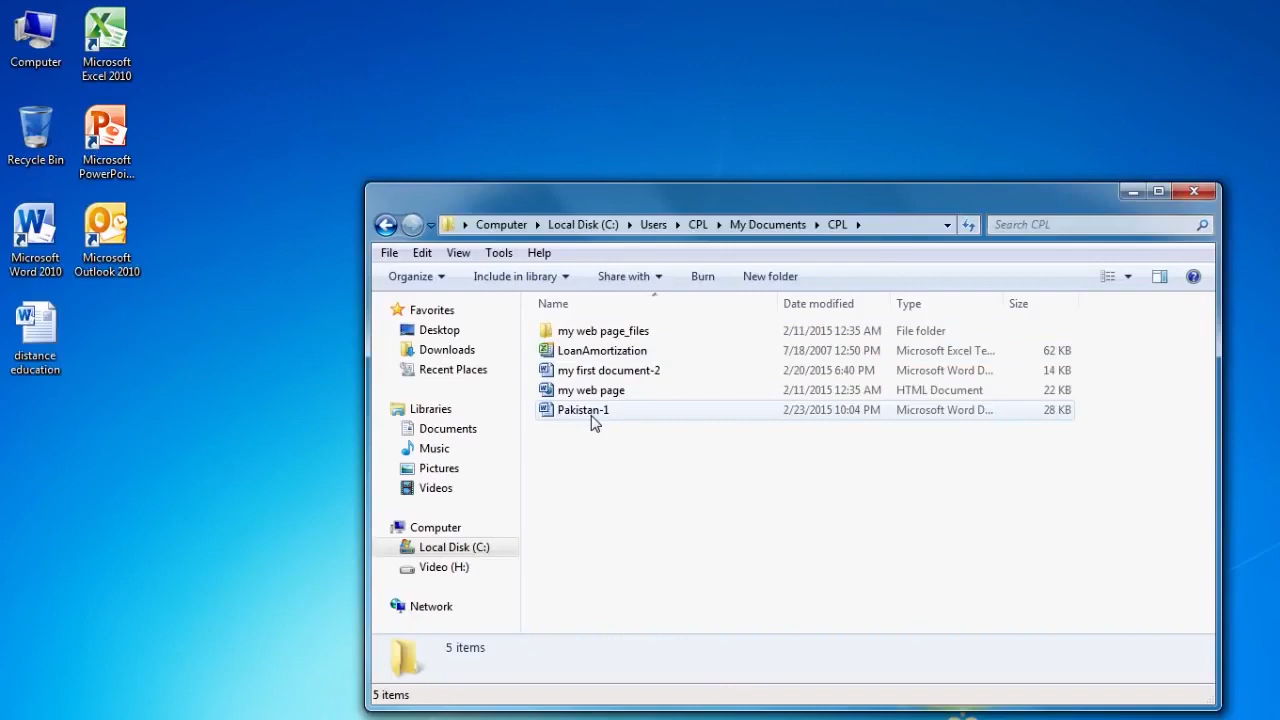 Computer
Microsoft
Excel 2010
Recycle Bin
Microsoft
PowerPoi...
Microsoft
Word 2010
Microsoft
Outlook 2010
distance
education
Computer Local Disk (C:) Users CPL My Documents CPL
Search CPL
File Edit View Tools Help
Organize Include in library Share with Burn New folder
Name Date modified Type Size
my web page_files 2/11/2015 12:35 AM File folder
LoanAmortization 7/18/2007 12:50 PM Microsoft Excel Te... 62 KB
my first document-2 2/20/2015 6:40 PM Microsoft Word D... 14 KB
my web page 2/11/2015 12:35 AM HTML Document 22 KB
Pakistan-1 2/23/2015 10:04 PM Microsoft Word D... 28 KB
Favorites
Desktop
Downloads
Recent Places
Libraries
Documents
Music
Pictures
Videos
Computer
Local Disk (C:)
Video (H:)
Network
5 items
5 items